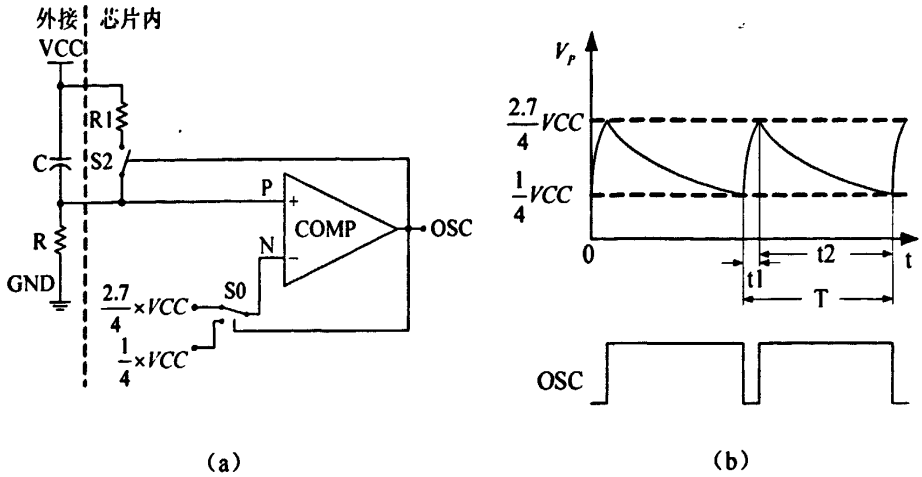 外接 芯片内
VCC
R1
C
S2
P
+
COMP
OSC
R
N
−
GND
S0
2.7/4 ×VCC
1/4 ×VCC
(a)
V_P
2.7/4 VCC
1/4 VCC
0
t
t1
t2
T
OSC
(b)